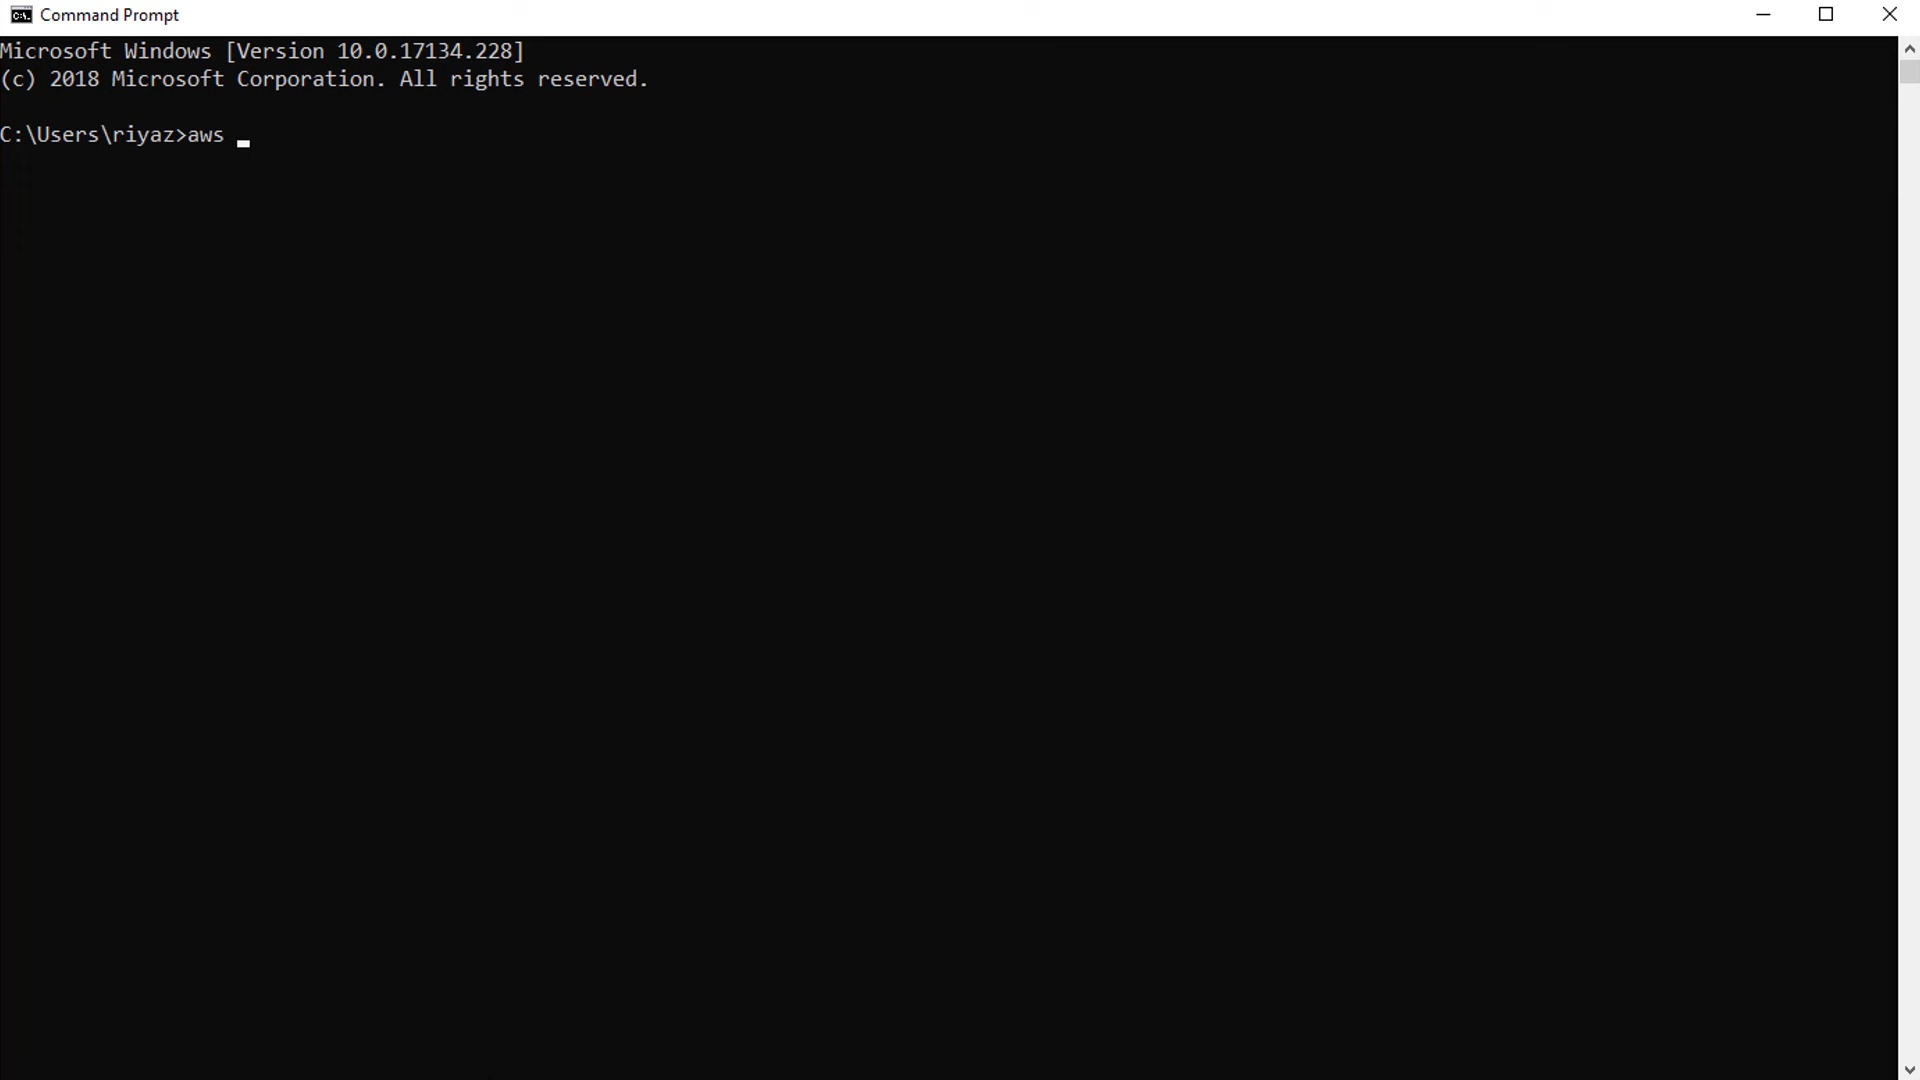 Command Prompt
Microsoft Windows [Version 10.0.17134.228]
(c) 2018 Microsoft Corporation. All rights reserved.
C:\Users\riyaz>aws